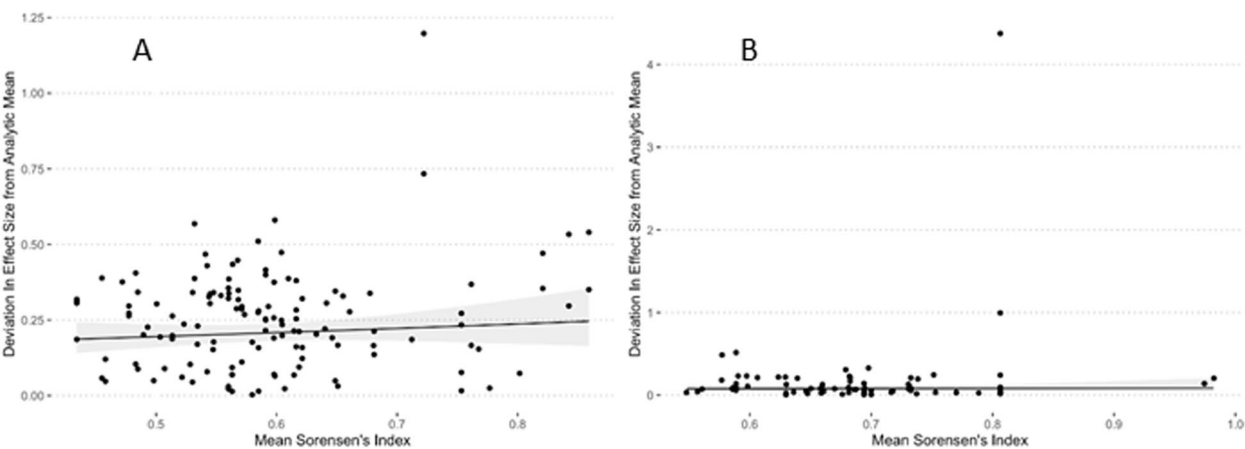 A
Deviation In Effect Size from Analytic Mean
1.25
1.00
0.75
0.50
0.25
0.00
0.5 0.6 0.7 0.8
Mean Sorensen's Index
B
Deviation In Effect Size from Analytic Mean
4
3
2
1
0
0.6 0.7 0.8 0.9 1.0
Mean Sorensen's Index